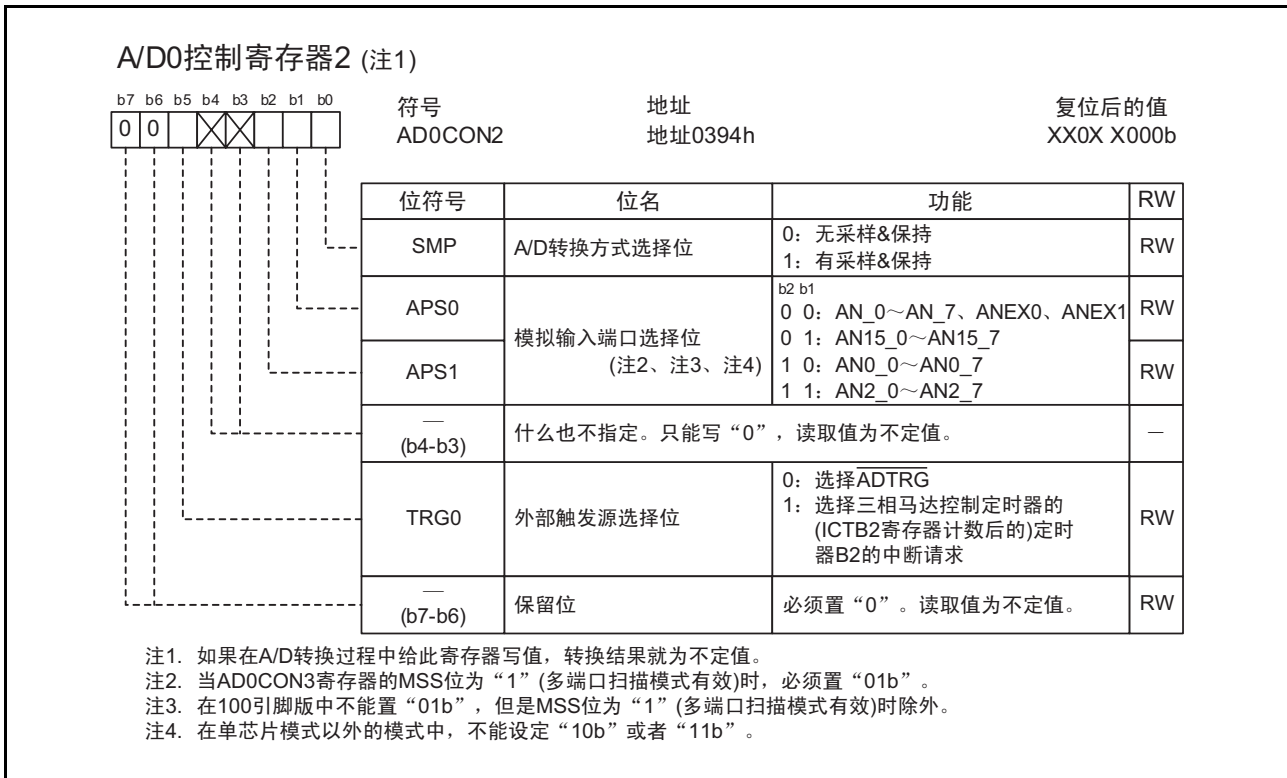 A/D0控制寄存器2 (注1)
b7 b6 b5 b4 b3 b2 b1 b0
0 0
符号 地址 复位后的值
AD0CON2 地址0394h XX0X X000b
位符号 位名 功能 RW
SMP A/D转换方式选择位 0：无采样&保持
1：有采样&保持 RW
APS0
APS1
模拟输入端口选择位
(注2、注3、注4)
b2 b1
0 0：AN_0～AN_7、ANEX0、ANEX1
0 1：AN15_0～AN15_7
1 0：AN0_0～AN0_7
1 1：AN2_0～AN2_7
RW
RW
—
(b4-b3) 什么也不指定。只能写“0”，读取值为不定值。 —
TRG0 外部触发源选择位
0：选择ADTRG
1：选择三相马达控制定时器的
(ICTB2寄存器计数后的)定时
器B2的中断请求
RW
—
(b7-b6) 保留位 必须置“0”。读取值为不定值。 RW
注1. 如果在A/D转换过程中给此寄存器写值，转换结果就为不定值。
注2. 当AD0CON3寄存器的MSS位为“1”(多端口扫描模式有效)时，必须置“01b”。
注3. 在100引脚版中不能置“01b”，但是MSS位为“1”(多端口扫描模式有效)时除外。
注4. 在单芯片模式以外的模式中，不能设定“10b”或者“11b”。